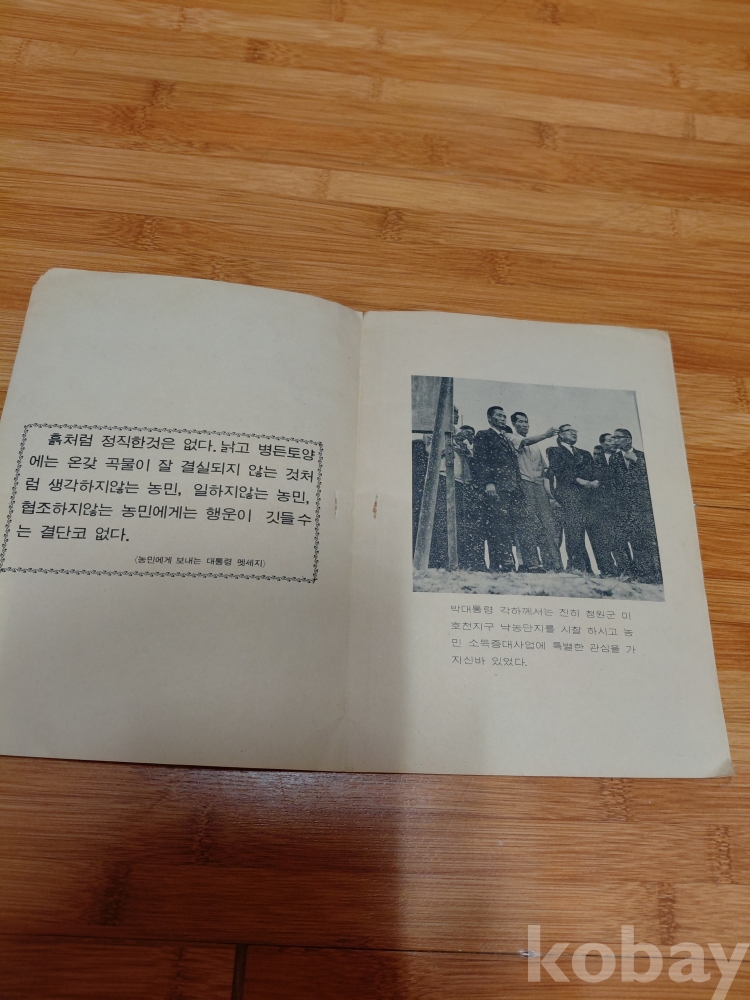 흙처럼 정직한것은 없다. 낡고 병든토양
에는 온갖 곡물이 잘 결실되지 않는 것처
럼 생각하지않는 농민, 일하지않는 농민,
협조하지않는 농민에게는 행운이 깃들수
는 결단코 없다.
(농민에게 보내는 대통령 멧세지)
박대통령 각하께서는 친히 청원군 미
호천지구 낙농단지를 시찰 하시고 농
민 소득증대사업에 특별한 관심을 가
지신바 있었다.
kobay